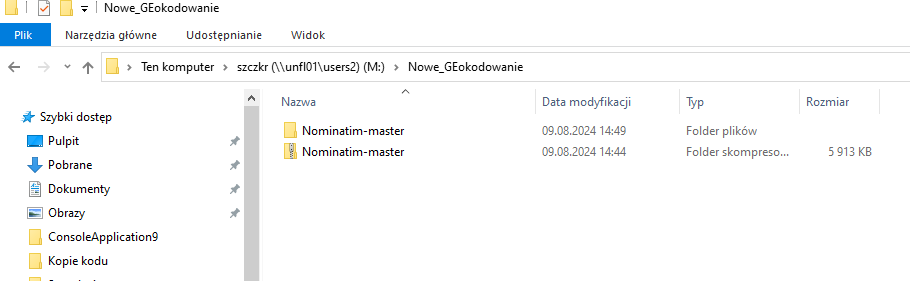 Nowe_GEokodowanie
Plik Narzędzia główne Udostępnianie Widok
Ten komputer szczkr (\\unfl01\users2) (M:) Nowe_GEokodowanie
Nazwa Data modyfikacji Typ Rozmiar
Szybki dostęp
Pulpit
Pobrane
Dokumenty
Obrazy
ConsoleApplication9
Kopie kodu
Nominatim-master 09.08.2024 14:49 Folder plików
Nominatim-master 09.08.2024 14:44 Folder skompreso... 5 913 KB